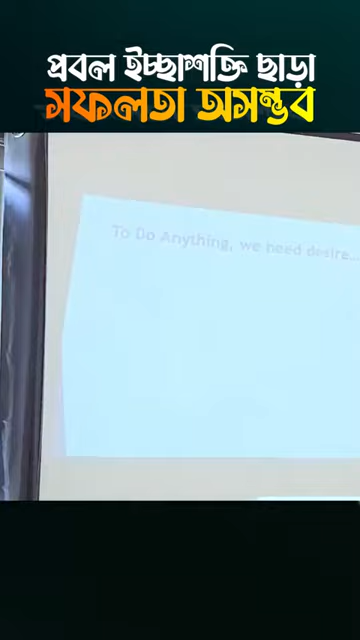 প্রবল ইচ্ছাশক্তি ছাড়া
সফলতা অসম্ভব
To Do Anything, we need desire...